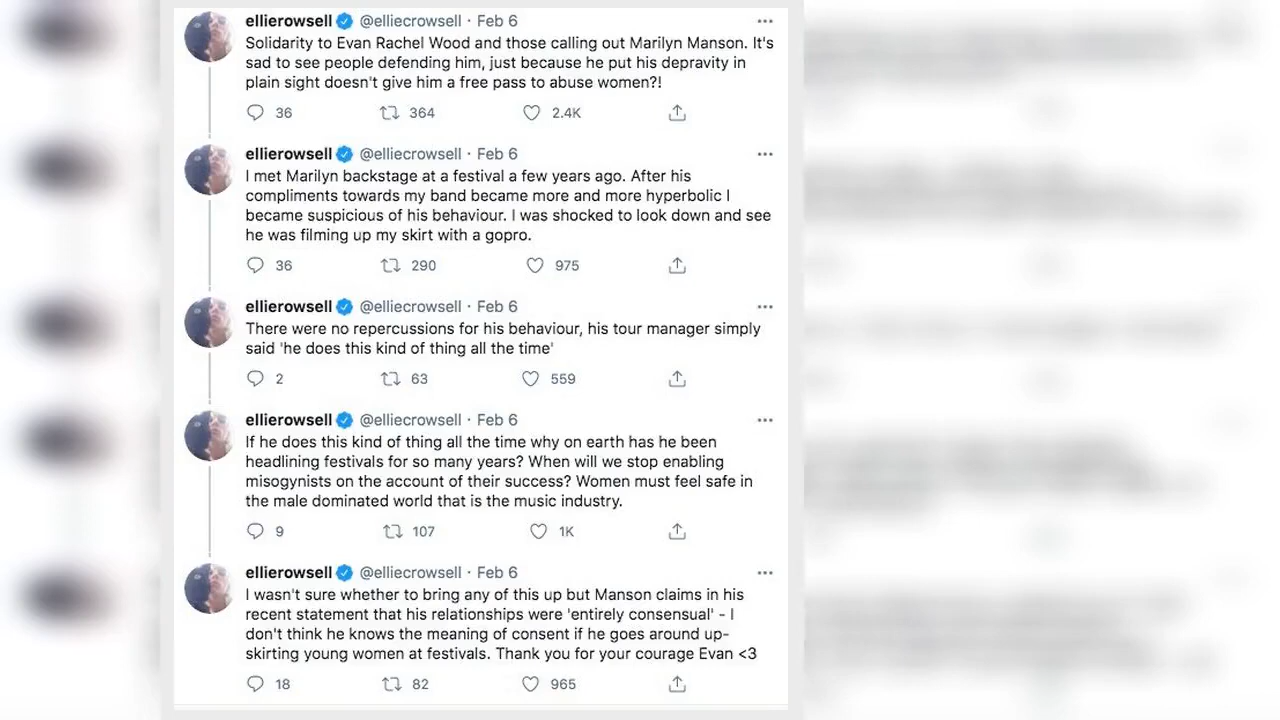 ellierowsell @elliecrowsell · Feb 6
Solidarity to Evan Rachel Wood and those calling out Marilyn Manson. It's
sad to see people defending him, just because he put his depravity in
plain sight doesn't give him a free pass to abuse women?!
36 364 2.4K
ellierowsell @elliecrowsell · Feb 6
I met Marilyn backstage at a festival a few years ago. After his
compliments towards my band became more and more hyperbolic I
became suspicious of his behaviour. I was shocked to look down and see
he was filming up my skirt with a gopro.
36 290 975
ellierowsell @elliecrowsell · Feb 6
There were no repercussions for his behaviour, his tour manager simply
said 'he does this kind of thing all the time'
2 63 559
ellierowsell @elliecrowsell · Feb 6
If he does this kind of thing all the time why on earth has he been
headlining festivals for so many years? When will we stop enabling
misogynists on the account of their success? Women must feel safe in
the male dominated world that is the music industry.
9 107 1K
ellierowsell @elliecrowsell · Feb 6
I wasn't sure whether to bring any of this up but Manson claims in his
recent statement that his relationships were 'entirely consensual' - I
don't think he knows the meaning of consent if he goes around up-
skirting young women at festivals. Thank you for your courage Evan <3
18 82 965